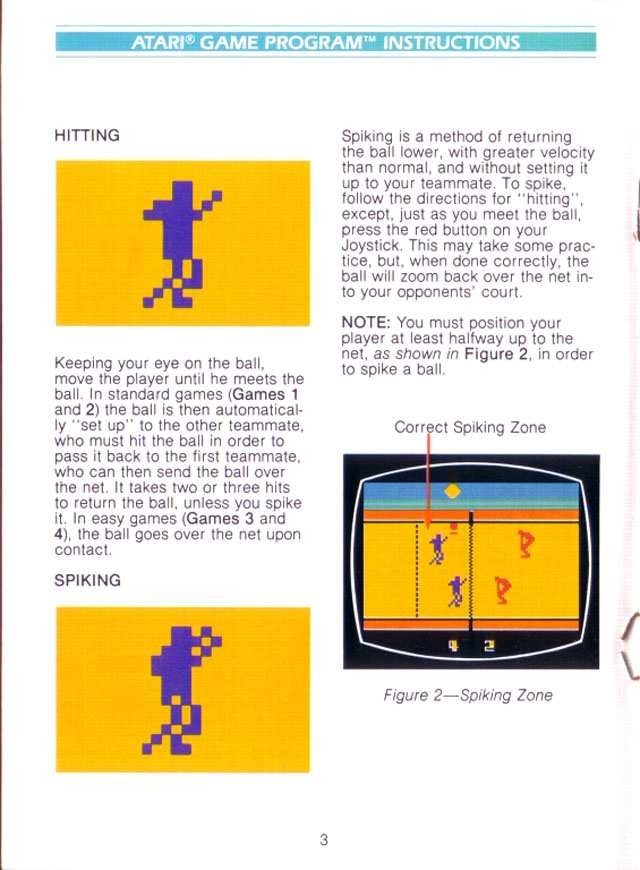 ATARI® GAME PROGRAM™ INSTRUCTIONS
HITTING
Keeping your eye on the ball,
move the player until he meets the
ball. In standard games (Games 1
and 2) the ball is then automatical-
ly "set up" to the other teammate,
who must hit the ball in order to
pass it back to the first teammate,
who can then send the ball over
the net. It takes two or three hits
to return the ball, unless you spike
it. In easy games (Games 3 and
4), the ball goes over the net upon
contact.
SPIKING
Spiking is a method of returning
the ball lower, with greater velocity
than normal, and without setting it
up to your teammate. To spike,
follow the directions for "hitting",
except, just as you meet the ball,
press the red button on your
Joystick. This may take some prac-
tice, but, when done correctly, the
ball will zoom back over the net in-
to your opponents' court.
NOTE: You must position your
player at least halfway up to the
net, as shown in Figure 2, in order
to spike a ball.
Correct Spiking Zone
4 2
Figure 2—Spiking Zone
3